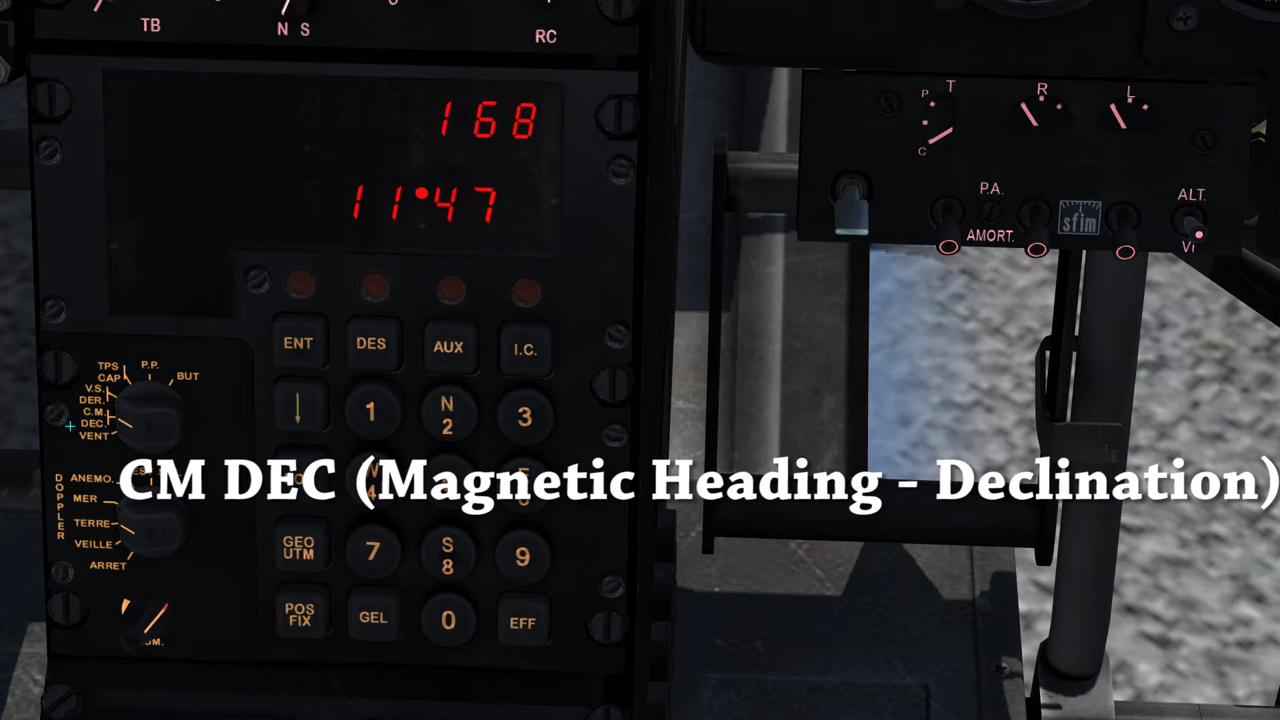 TB
N S
RC
168
11°47
T
P
C
R
L
P.A.
AMORT.
sfim
ALT.
Vi
ENT
DES
AUX
I.C.
TPS
CAP
P.P.
BUT
V.S.
DER.
C.M.
DEC.
VENT
↓
1
N
2
3
CM DEC (Magnetic Heading - Declination)
DOPPLER
ANEMO.
MER
TERRE
VEILLE
ARRET
GEO
UTM
7
S
8
9
POS
FIX
GEL
0
EFF